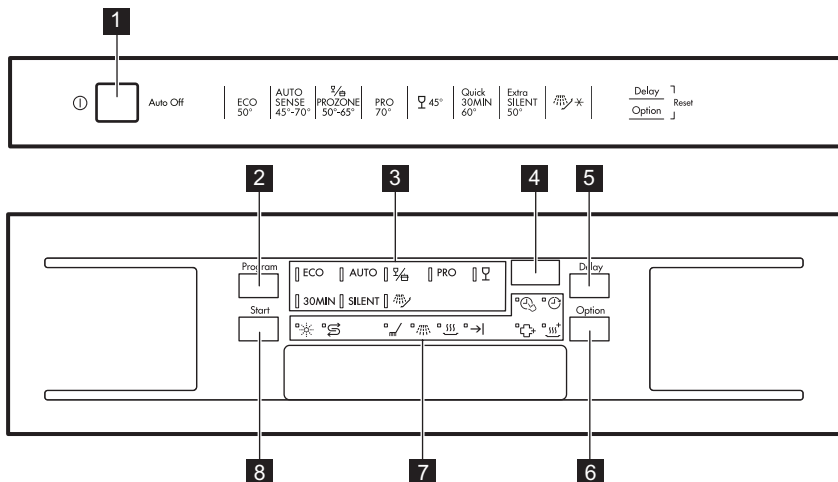 1
Auto Off
ECO
50°
AUTO
SENSE
45°-70°
PROZONE
50°-65°
PRO
70°
45°
Quick
30MIN
60°
Extra
SILENT
50°
Delay
Option
Reset
2
3
4
5
Program
ECO
AUTO
PRO
Delay
30MIN
SILENT
Start
Option
8
7
6